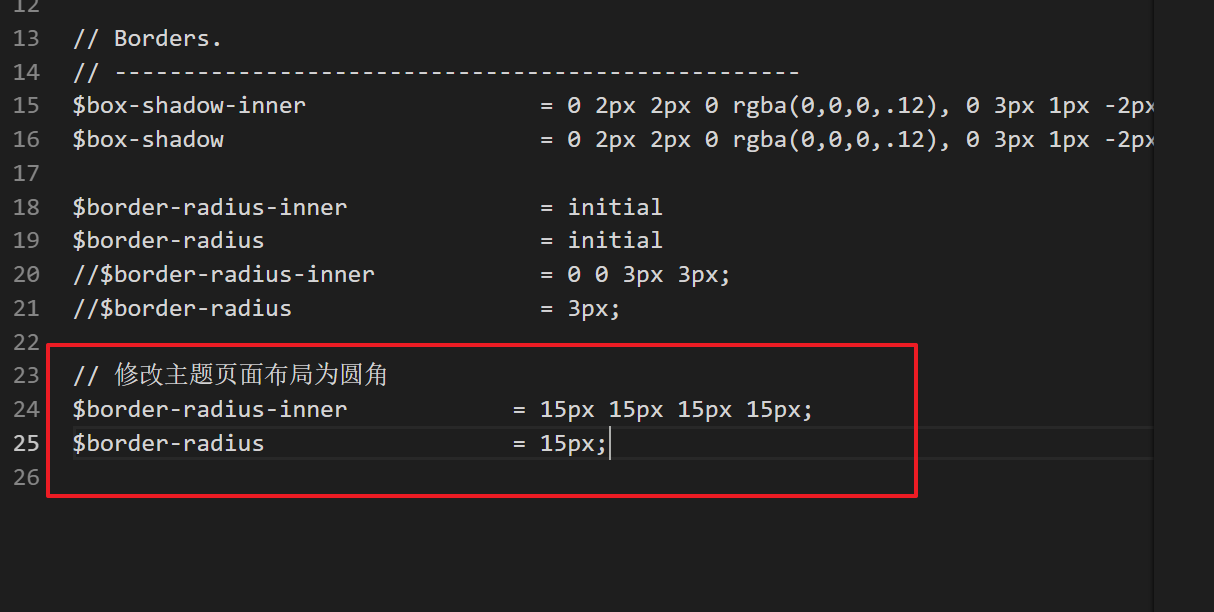 12
13 // Borders.
14 // --------------------------------------------------
15 $box-shadow-inner = 0 2px 2px 0 rgba(0,0,0,.12), 0 3px 1px -2px
16 $box-shadow = 0 2px 2px 0 rgba(0,0,0,.12), 0 3px 1px -2px
17
18 $border-radius-inner = initial
19 $border-radius = initial
20 //$border-radius-inner = 0 0 3px 3px;
21 //$border-radius = 3px;
22
23 // 修改主题页面布局为圆角
24 $border-radius-inner = 15px 15px 15px 15px;
25 $border-radius = 15px;
26